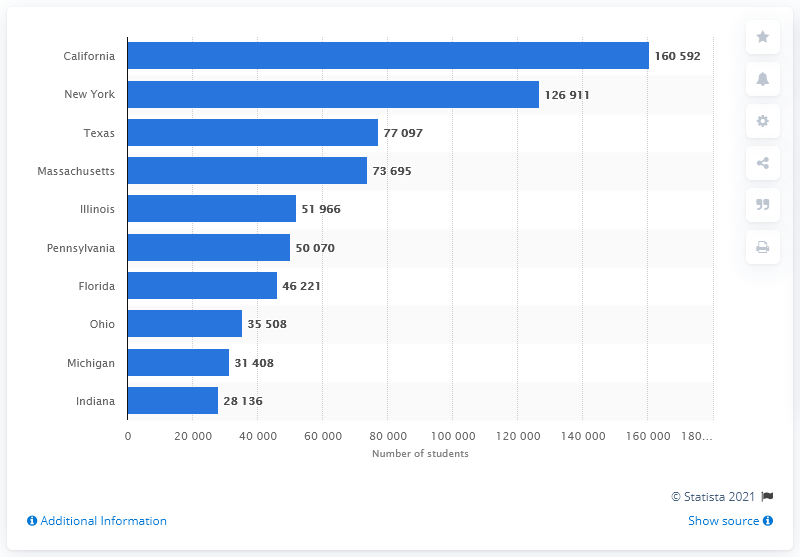 California 160 592
New York 126 911
Texas 77 097
Massachusetts 73 695
Illinois 51 966
Pennsylvania 50 070
Florida 46 221
Ohio 35 508
Michigan 31 408
Indiana 28 136
0 20 000 40 000 60 000 80 000 100 000 120 000 140 000 160 000 180...
Number of students
© Statista 2021
Additional Information Show source